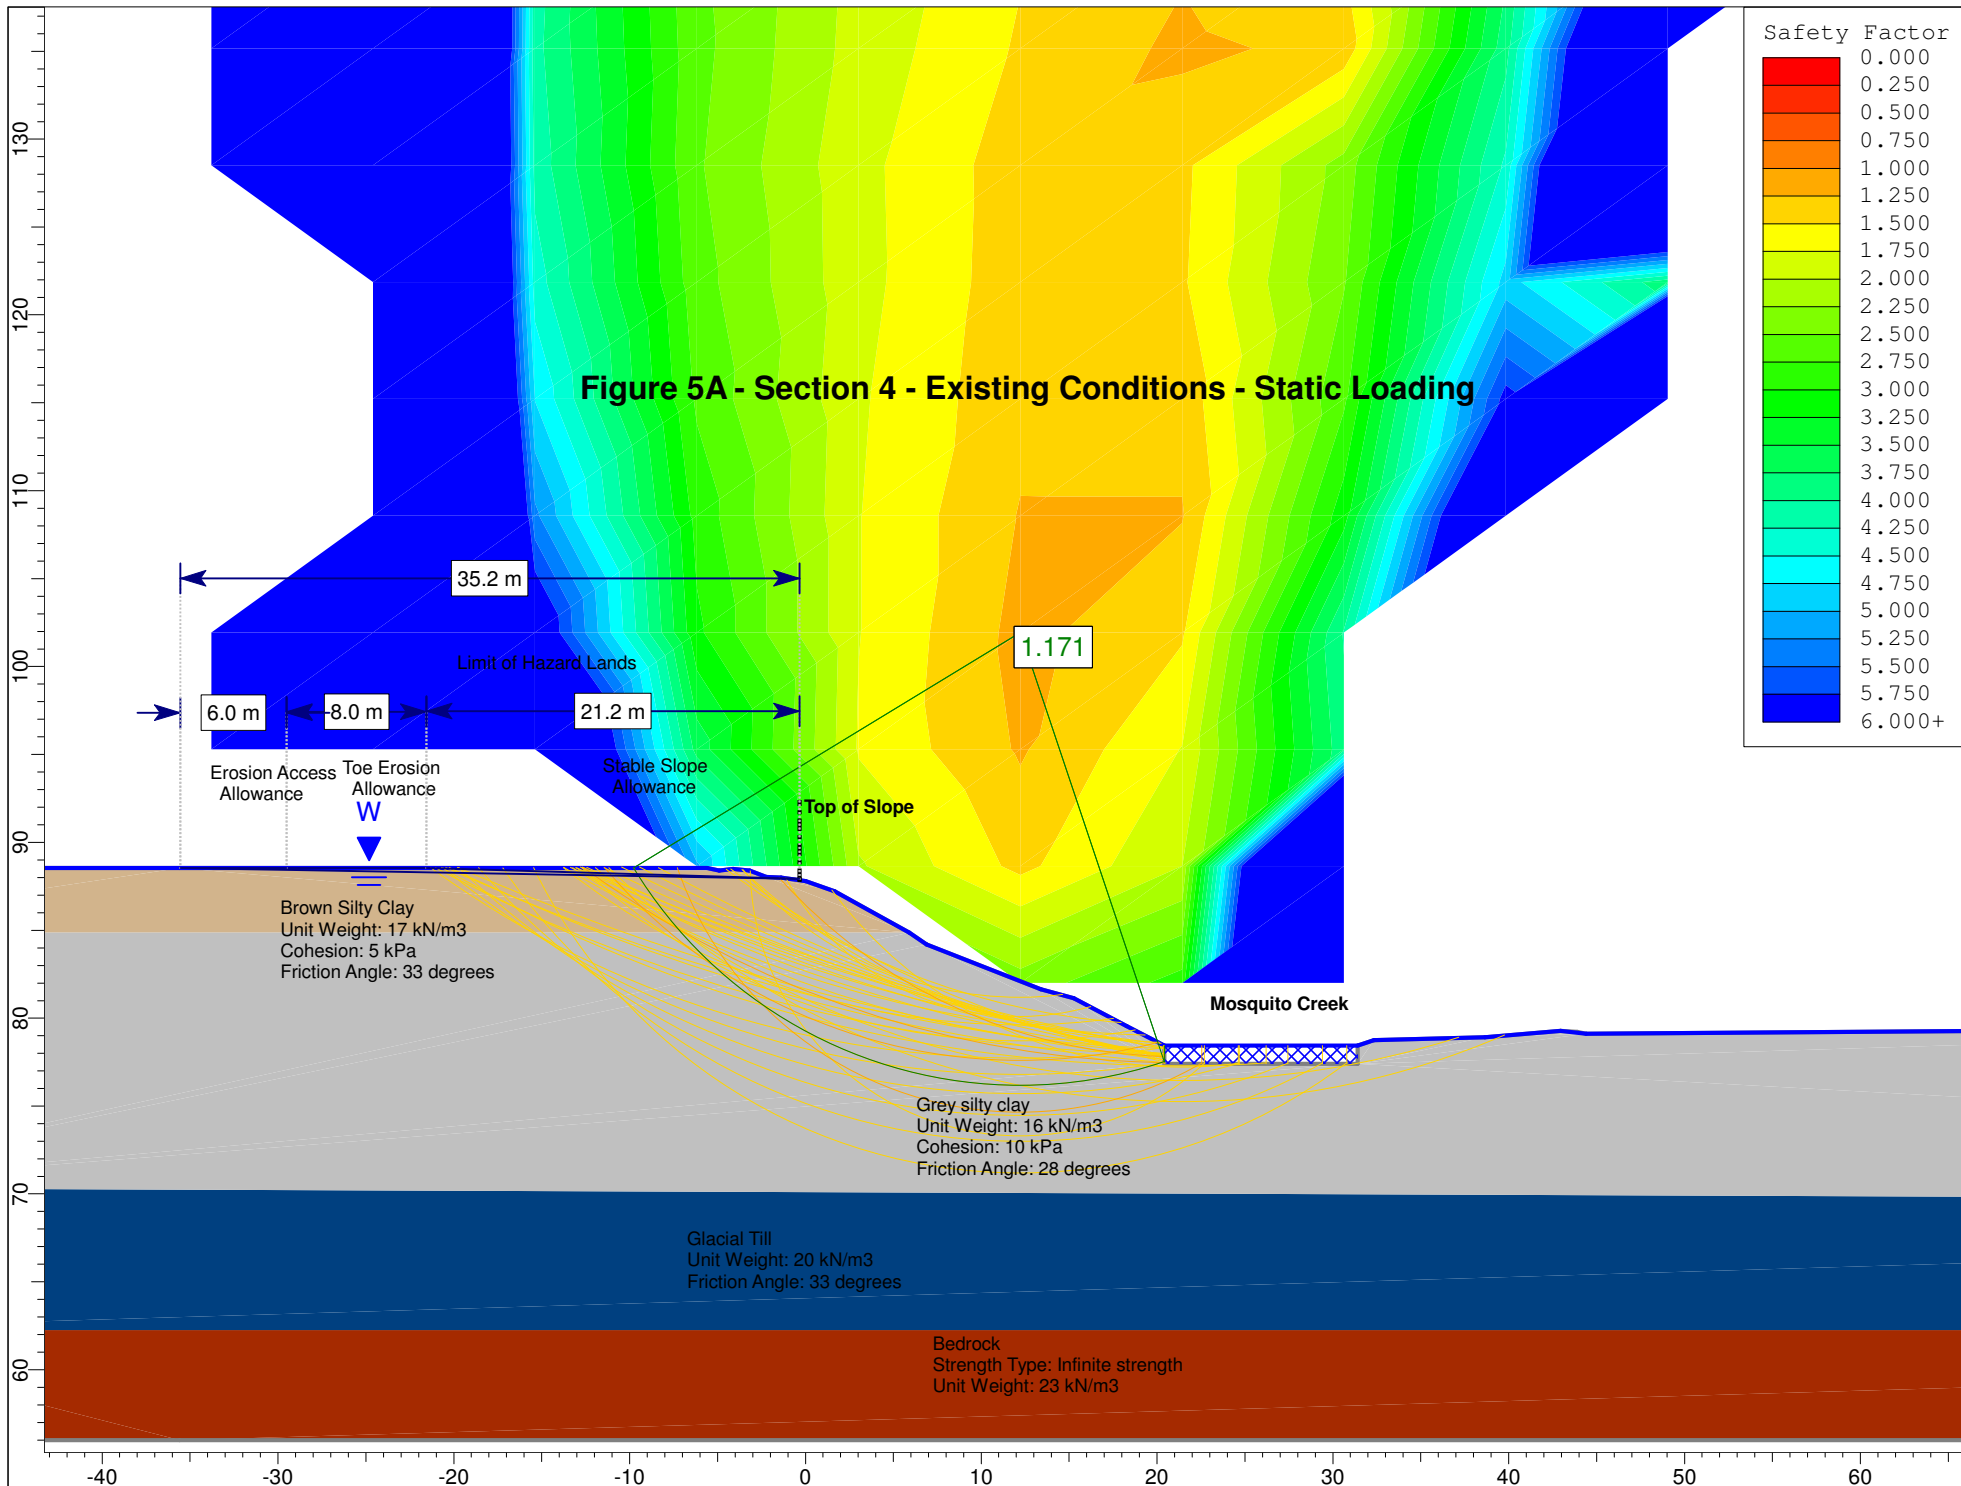 Safety Factor
0.000
0.250
0.500
0.750
1.000
1.250
1.500
1.750
2.000
2.250
2.500
2.750
3.000
3.250
3.500
3.750
4.000
4.250
4.500
4.750
5.000
5.250
5.500
5.750
6.000+
Figure 5A - Section 4 - Existing Conditions - Static Loading
35.2 m
1.171
Limit of Hazard Lands
6.0 m
8.0 m
21.2 m
Erosion Access
Allowance
Toe Erosion
Allowance
Stable Slope
Allowance
W
Top of Slope
Brown Silty Clay
Unit Weight: 17 kN/m3
Cohesion: 5 kPa
Friction Angle: 33 degrees
Mosquito Creek
Grey silty clay
Unit Weight: 16 kN/m3
Cohesion: 10 kPa
Friction Angle: 28 degrees
Glacial Till
Unit Weight: 20 kN/m3
Friction Angle: 33 degrees
Bedrock
Strength Type: Infinite strength
Unit Weight: 23 kN/m3
130
120
110
100
90
80
70
60
-40
-30
-20
-10
0
10
20
30
40
50
60